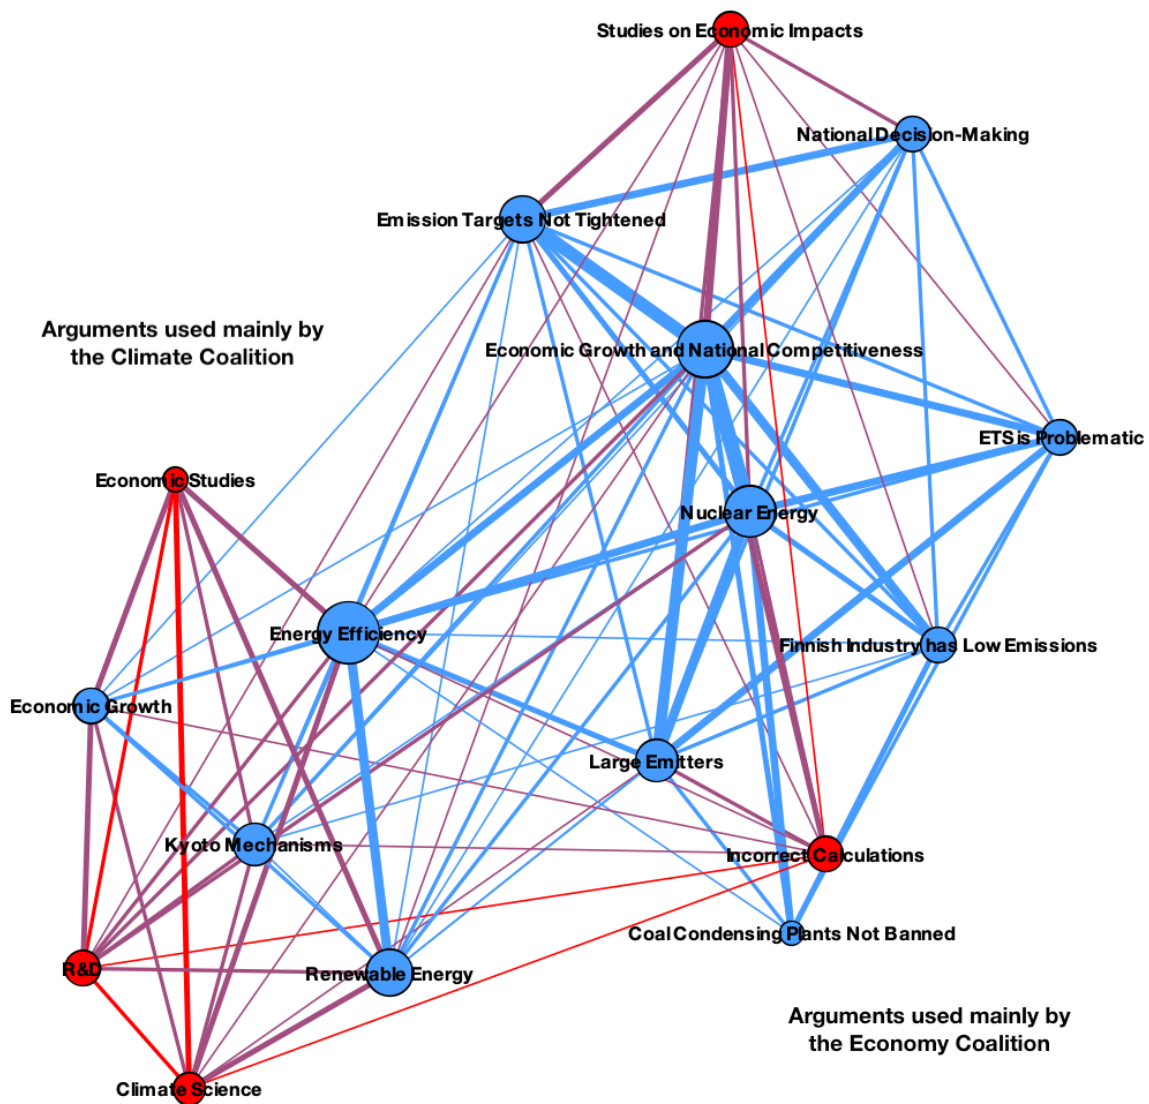 Studies on Economic Impacts
National Decision-Making
Emission Targets Not Tightened
Arguments used mainly by
the Climate Coalition
Economic Growth and National Competitiveness
ETS is Problematic
Economic Studies
Nuclear Energy
Energy Efficiency
Finnish Industry has Low Emissions
Economic Growth
Large Emitters
Kyoto Mechanisms
Incorrect Calculations
Coal Condensing Plants Not Banned
R&D
Renewable Energy
Arguments used mainly by
the Economy Coalition
Climate Science